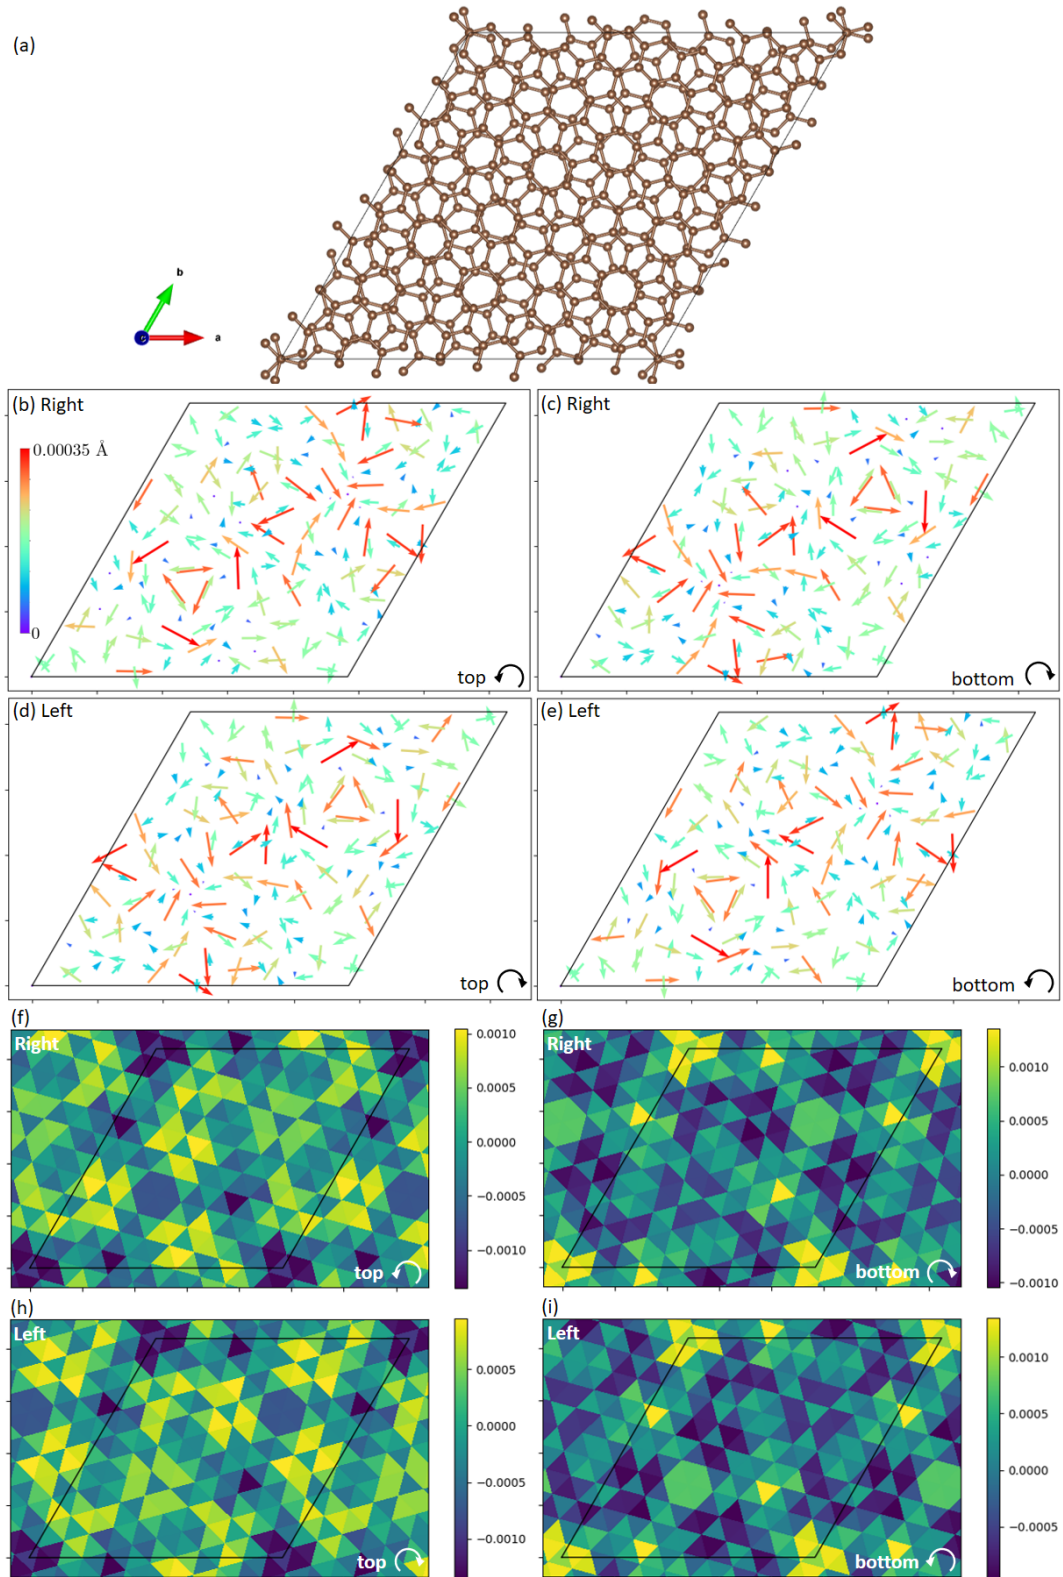 (a)
b
a
(b) Right
0.00035 Å
0
top
(c) Right
bottom
(d) Left
top
(e) Left
bottom
(f)
Right
top
0.0010
0.0005
0.0000
−0.0005
−0.0010
(g)
Right
bottom
0.0010
0.0005
0.0000
−0.0005
−0.0010
(h)
Left
top
0.0005
0.0000
−0.0005
−0.0010
(i)
Left
bottom
0.0010
0.0005
0.0000
−0.0005